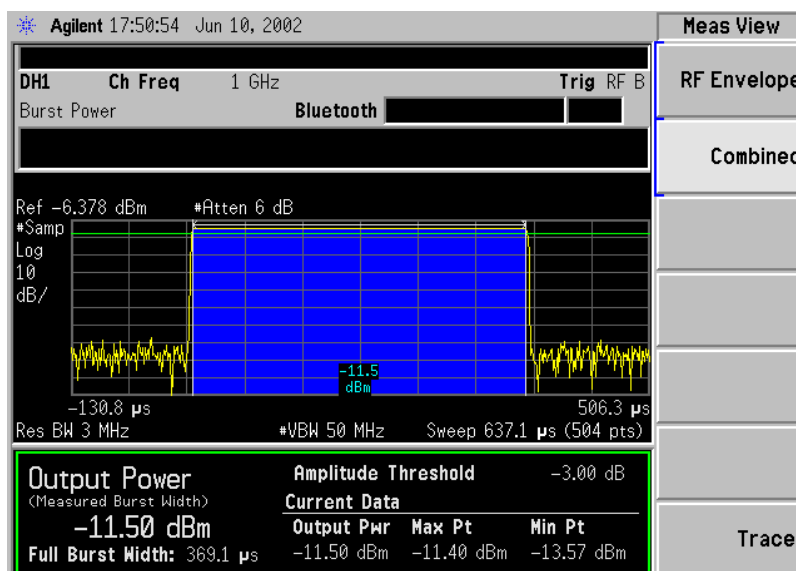 Agilent 17:50:54 Jun 10, 2002
Meas View
DH1 Ch Freq 1 GHz Trig RF B
Burst Power Bluetooth
RF Envelope
Combined
Ref -6.378 dBm #Atten 6 dB
#Samp
Log
10
dB/
-11.5
dBm
-130.8 µs 506.3 µs
Res BW 3 MHz #VBW 50 MHz Sweep 637.1 µs (504 pts)
Output Power
(Measured Burst Width)
-11.50 dBm
Full Burst Width: 369.1 µs
Amplitude Threshold -3.00 dB
Current Data
Output Pwr Max Pt Min Pt
-11.50 dBm -11.40 dBm -13.57 dBm
Trace